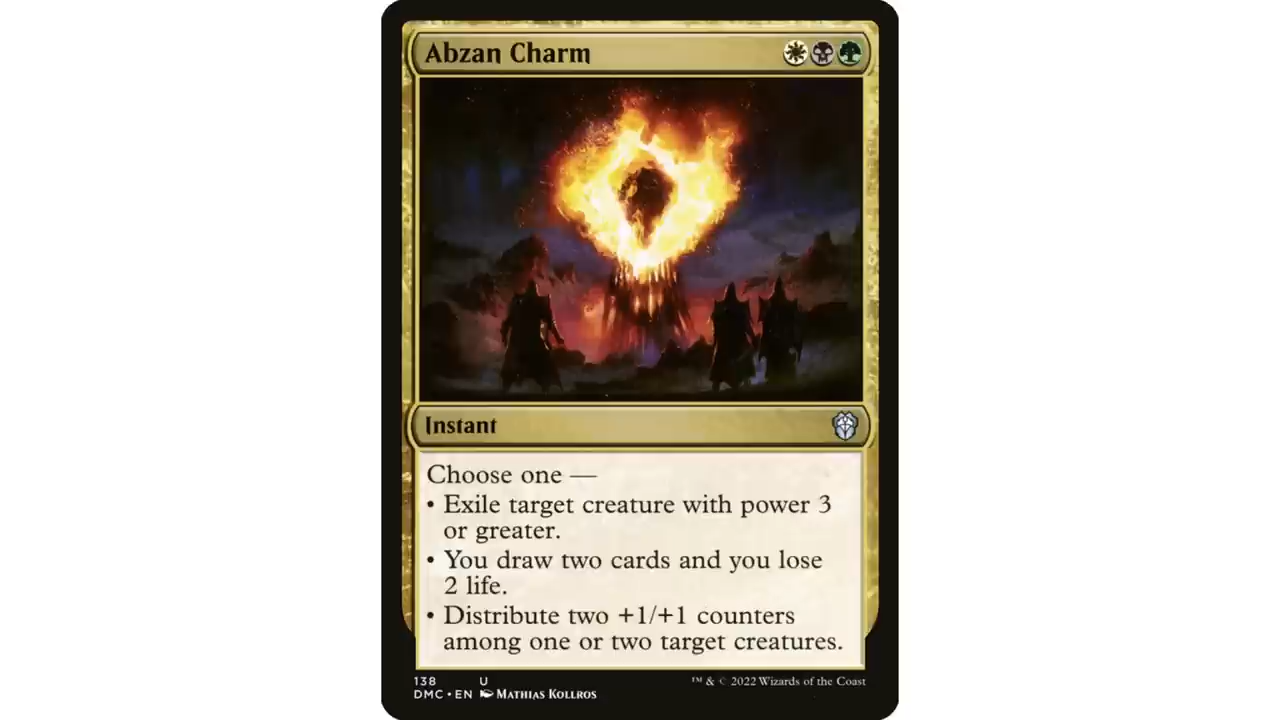 Abzan Charm
Instant
Choose one —
• Exile target creature with power 3
or greater.
• You draw two cards and you lose
2 life.
• Distribute two +1/+1 counters
among one or two target creatures.
138 U
DMC • EN MATHIAS KOLLROS
™ & © 2022 Wizards of the Coast